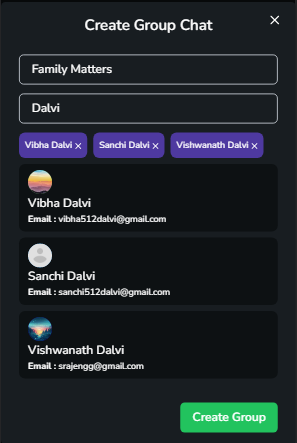 Create Group Chat
Family Matters
Dalvi
Vibha Dalvi Sanchi Dalvi Vishwanath Dalvi
Vibha Dalvi
Email : vibha512dalvi@gmail.com
Sanchi Dalvi
Email : sanchi512dalvi@gmail.com
Vishwanath Dalvi
Email : srajengg@gmail.com
Create Group